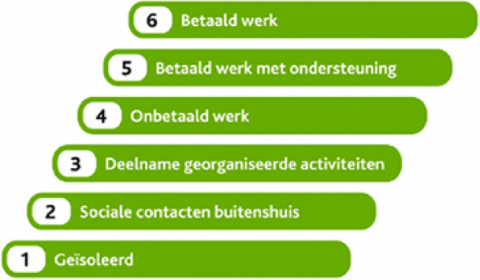 6 Betaald werk
5 Betaald werk met ondersteuning
4 Onbetaald werk
3 Deelname georganiseerde activiteiten
2 Sociale contacten buitenshuis
1 Geïsoleerd